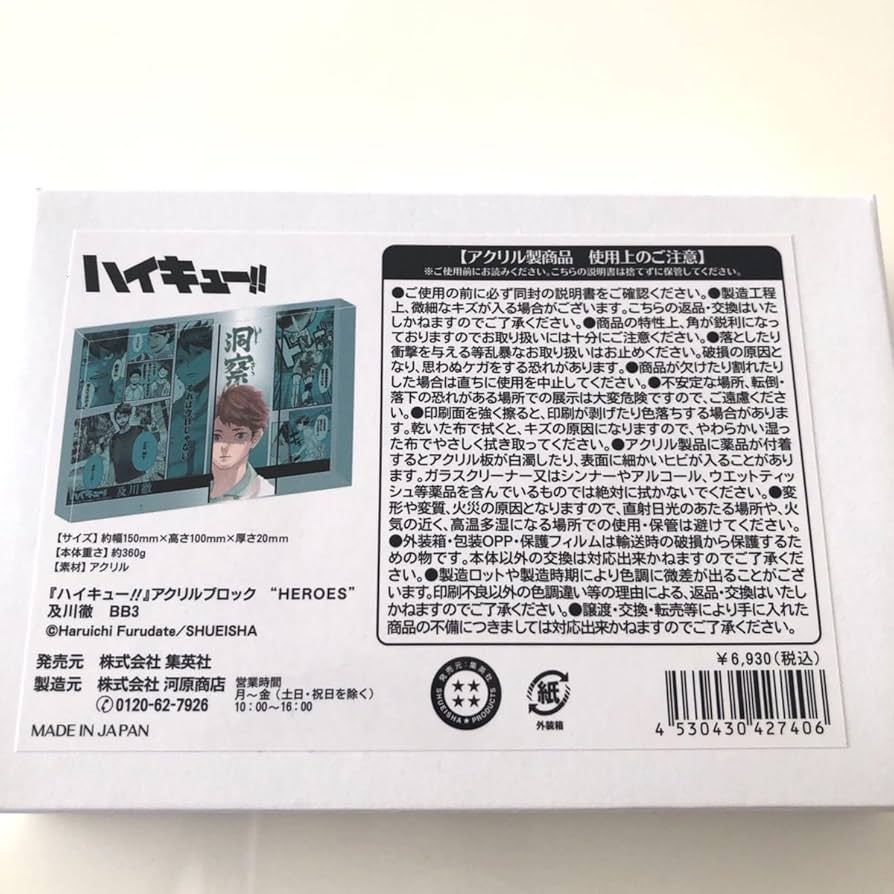 ハイキュー!!
洞察
それは今日じゃない
ハイキュー!!
及川徹
【サイズ】約幅150mm×高さ100mm×厚さ20mm
【本体重さ】約360g
【素材】アクリル
『ハイキュー!!』アクリルブロック “HEROES”
及川徹 BB3
©Haruichi Furudate/SHUEISHA
発売元 株式会社 集英社
製造元 株式会社 河原商店
0120-62-7926
営業時間
月〜金(土日・祝日を除く)
10:00〜16:00
MADE IN JAPAN
【アクリル製商品 使用上のご注意】
※ご使用前にお読みください。こちらの説明書は捨てずに保管してください。
●ご使用の前に必ず同封の説明書をご確認ください。●製造工程
上、微細なキズが入る場合がございます。こちらの返品・交換はいた
しかねますのでご了承ください。●商品の特性上、角が鋭利になっ
ておりますのでお取り扱いには十分にご注意ください。●落としたり
衝撃を与える等乱暴なお取り扱いはお止めください。破損の原因と
なり、思わぬケガをする恐れがあります。●商品が欠けたり割れたり
した場合は直ちに使用を中止してください。●不安定な場所、転倒・
落下の恐れがある場所での展示は大変危険ですので、ご遠慮くださ
い。●印刷面を強く擦ると、印刷が剥げたり色落ちする場合がありま
す。乾いた布で拭くと、キズの原因になりますので、やわらかい湿っ
た布でやさしく拭き取ってください。●アクリル製品に薬品が付着
するとアクリル板が白濁したり、表面に細かいヒビが入ることがあり
ます。ガラスクリーナー又はシンナーやアルコール、ウエットティッ
シュ等薬品を含んでいるものでは絶対に拭かないでください。●変
形や変質、火災の原因となりますので、直射日光のあたる場所や、火
気の近く、高温多湿になる場所での使用・保管は避けてください。
●外装箱・包装OPP・保護フィルムは輸送時の破損から保護するた
めの物です。本体以外の交換は対応出来かねますのでご了承くださ
い。●製造ロットや製造時期により色調に微差が出ることがござ
います。印刷不良以外の色調違い等の理由による、返品・交換はいた
しかねますのでご了承ください。●譲渡・交換・転売等により手に入れた
商品の不備につきましては対応出来かねますのでご了承ください。
発売元:集英社
SHUEISHA★PRODUCTS
紙
外装箱
¥6,930(税込)
4 530430 427406